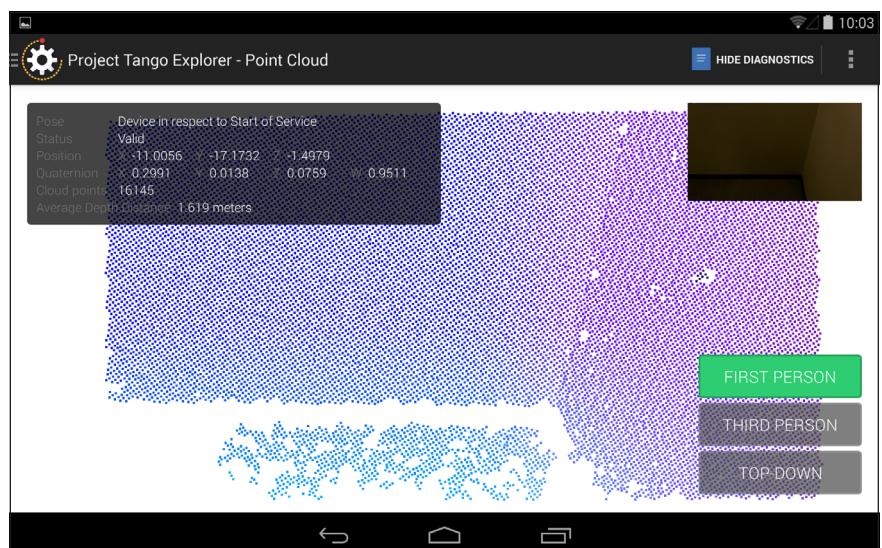 10:03
Project Tango Explorer - Point Cloud
HIDE DIAGNOSTICS
Pose Device in respect to Start of Service
Status Valid
Position X -11.0056 Y -17.1732 Z -1.4979
Quaternion X 0.2991 Y 0.0138 Z 0.0759 W 0.9511
Cloud points 16145
Average Depth Distance 1.619 meters
FIRST PERSON
THIRD PERSON
TOP-DOWN